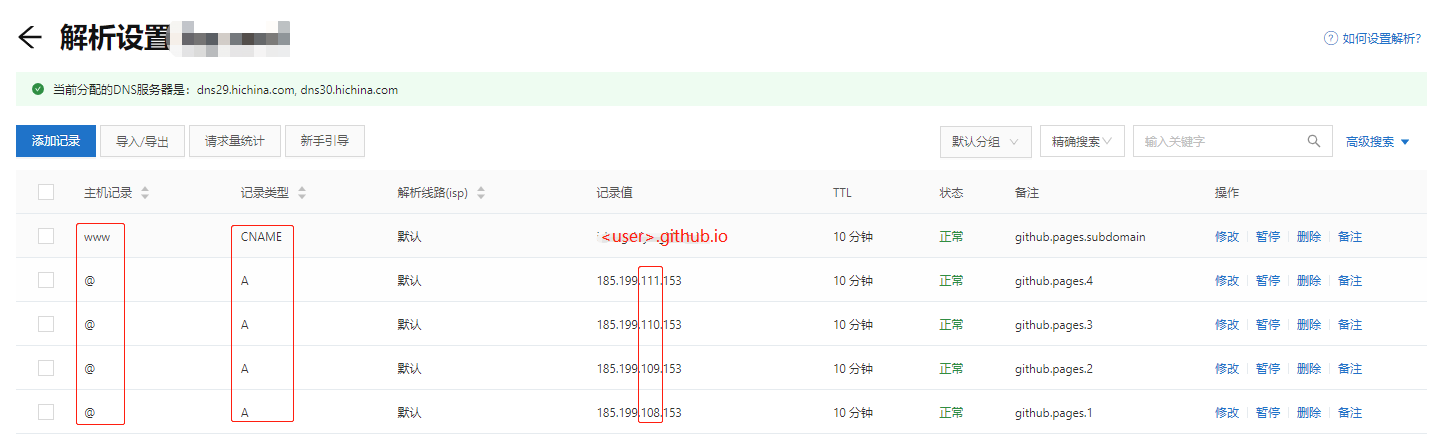 解析设置
? 如何设置解析?
当前分配的DNS服务器是: dns29.hichina.com, dns30.hichina.com
添加记录 导入/导出 请求量统计 新手引导 默认分组 精确搜索 输入关键字 高级搜索
主机记录 记录类型 解析线路(isp) 记录值 TTL 状态 备注 操作
www CNAME 默认 <user>.github.io 10 分钟 正常 github.pages.subdomain 修改 暂停 删除 备注
@ A 默认 185.199.111.153 10 分钟 正常 github.pages.4 修改 暂停 删除 备注
@ A 默认 185.199.110.153 10 分钟 正常 github.pages.3 修改 暂停 删除 备注
@ A 默认 185.199.109.153 10 分钟 正常 github.pages.2 修改 暂停 删除 备注
@ A 默认 185.199.108.153 10 分钟 正常 github.pages.1 修改 暂停 删除 备注